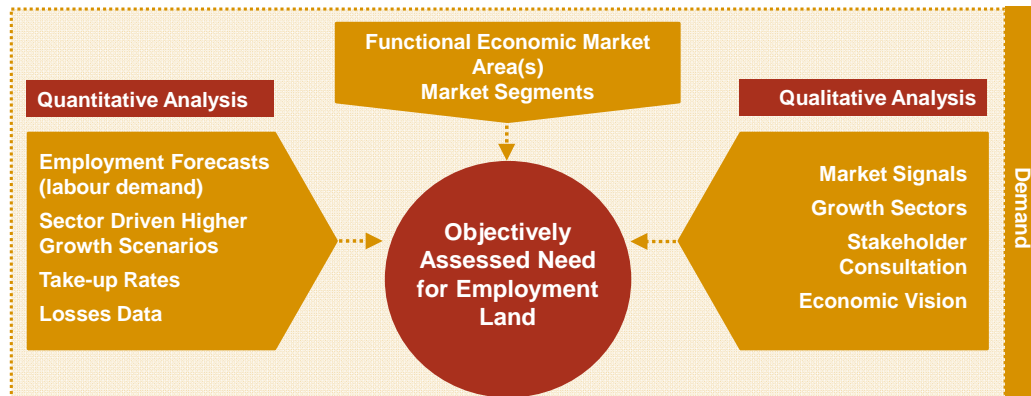 Functional Economic Market
Area(s)
Market Segments
Quantitative Analysis
Employment Forecasts
(labour demand)
Sector Driven Higher
Growth Scenarios
Take-up Rates
Losses Data
Objectively
Assessed Need
for Employment
Land
Qualitative Analysis
Market Signals
Growth Sectors
Stakeholder
Consultation
Economic Vision
Demand